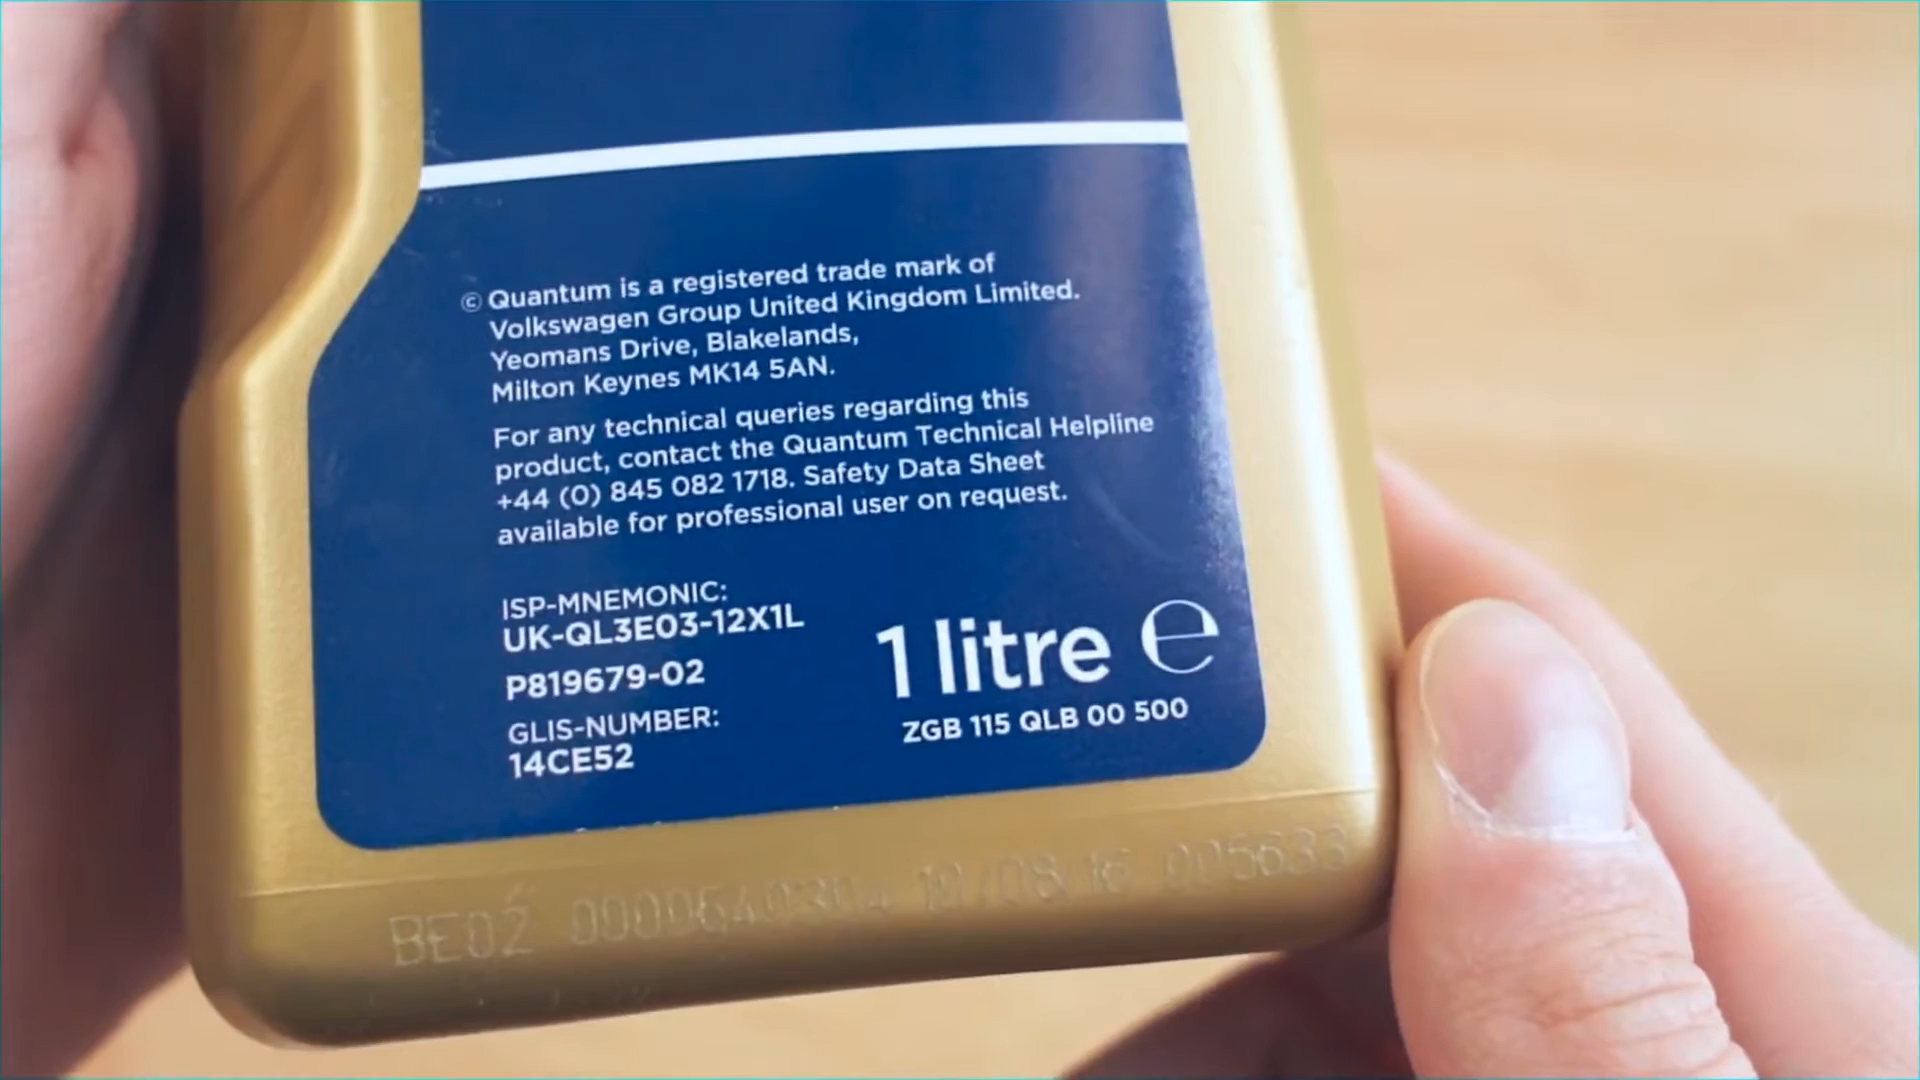 © Quantum is a registered trade mark of
Volkswagen Group United Kingdom Limited.
Yeomans Drive, Blakelands,
Milton Keynes MK14 5AN.
For any technical queries regarding this
product, contact the Quantum Technical Helpline
+44 (0) 845 082 1718. Safety Data Sheet
available for professional user on request.
ISP-MNEMONIC:
UK-QL3E03-12X1L
P819679-02
GLIS-NUMBER:
14CE52
1 litre ℮
ZGB 115 QLB 00 500
005633